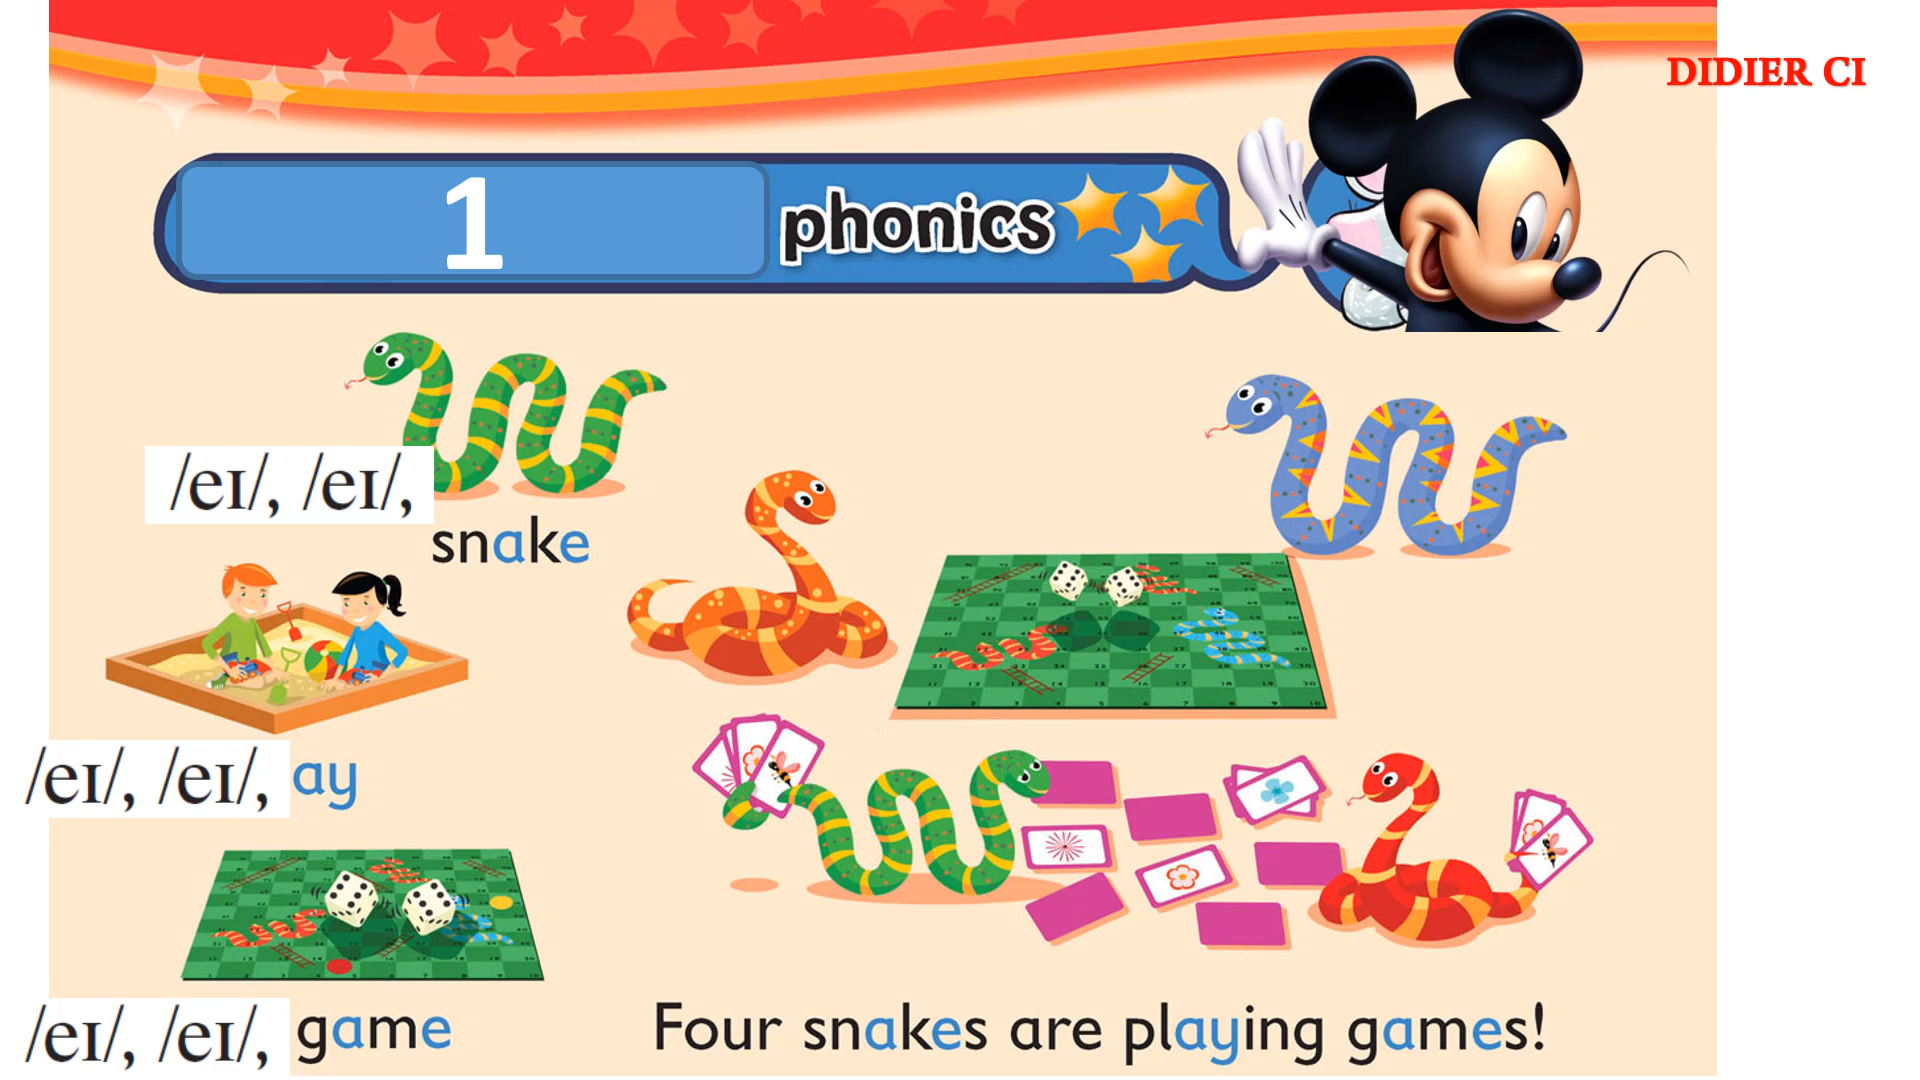 DIDIER CI
1 phonics
/eɪ/, /eɪ/,
snake
/eɪ/, /eɪ/, ay
/eɪ/, /eɪ/, game
Four snakes are playing games!